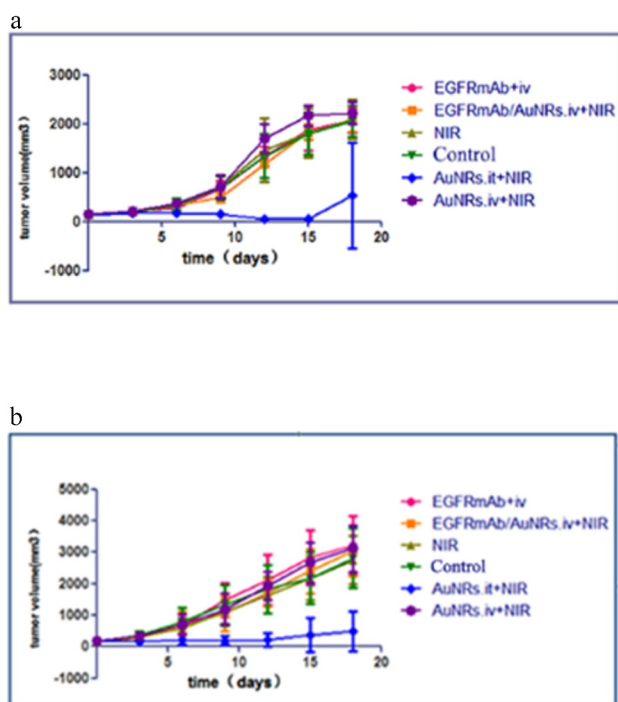 a
3000
2000
1000
0
-1000
5
10
15
20
tumor volume(mm3)
time（days）
EGFRmAb+iv
EGFRmAb/AuNRs.iv+NIR
NIR
Control
AuNRs.it+NIR
AuNRs.iv+NIR
b
5000
4000
3000
2000
1000
0
-1000
5
10
15
20
tumor volume(mm3)
time（days）
EGFRmAb+iv
EGFRmAb/AuNRs.iv+NIR
NIR
Control
AuNRs.it+NIR
AuNRs.iv+NIR